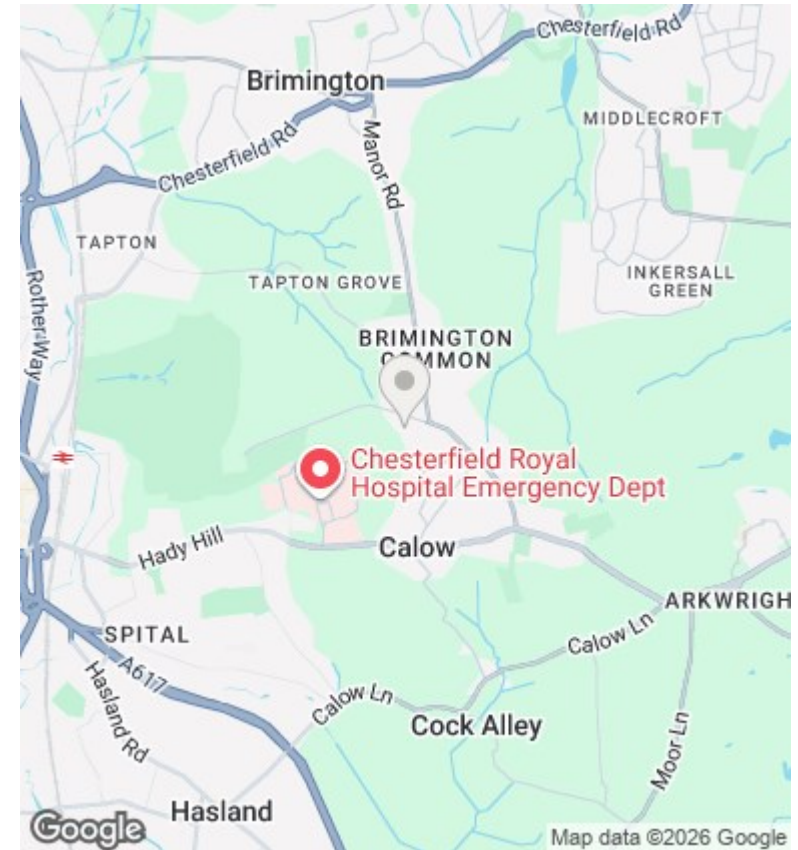 Chesterfield Rd
Brimington
MIDDLECROFT
Manor Rd
Chesterfield Rd
TAPTON
TAPTON GROVE
INKERSALL
GREEN
Rother Way
BRIMINGTON
COMMON
Chesterfield Royal
Hospital Emergency Dept
Hady Hill
Calow
ARKWRIGH
SPITAL
Calow Ln
A617
Hasland Rd
Calow Ln
Cock Alley
Moor Ln
Hasland
Google
Map data ©2026 Google